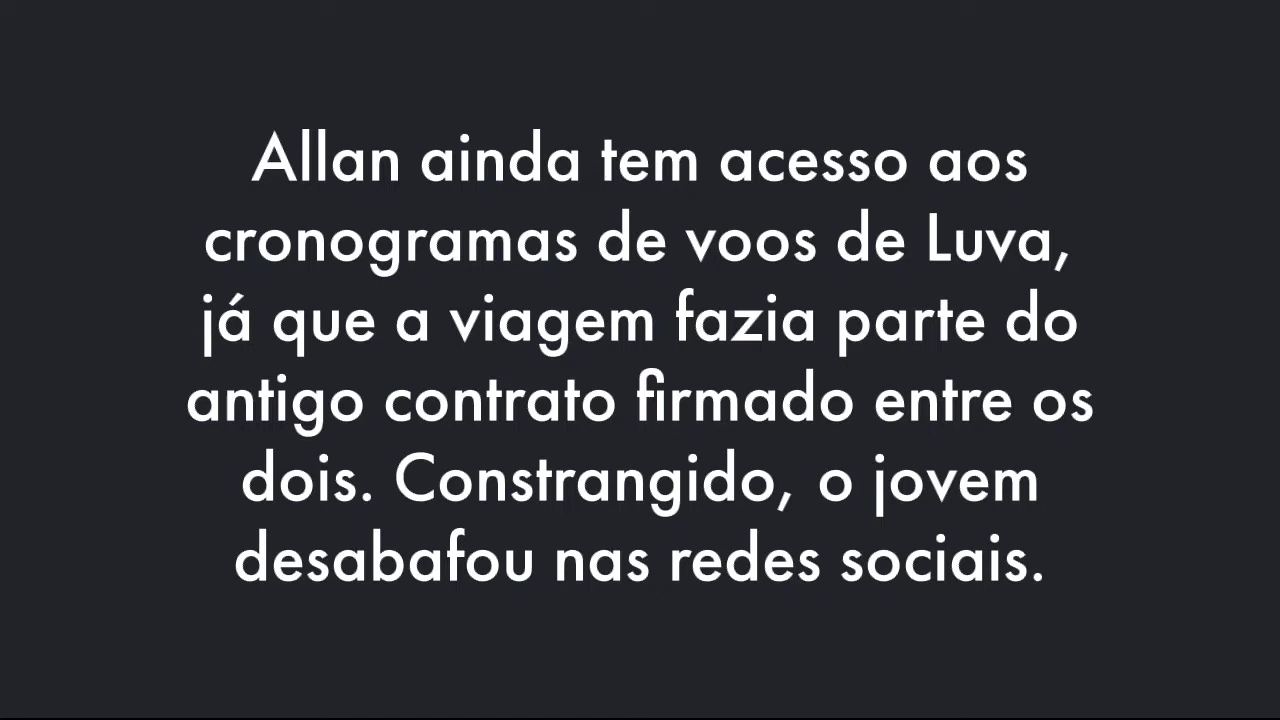 Allan ainda tem acesso aos
cronogramas de voos de Luva,
já que a viagem fazia parte do
antigo contrato firmado entre os
dois. Constrangido, o jovem
desabafou nas redes sociais.